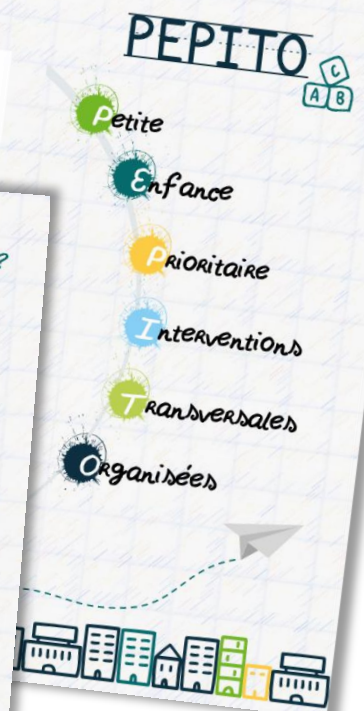 PEPITO
C
A B
Petite
Enfance
Prioritaire
Interventions
Transversales
Organisées
?